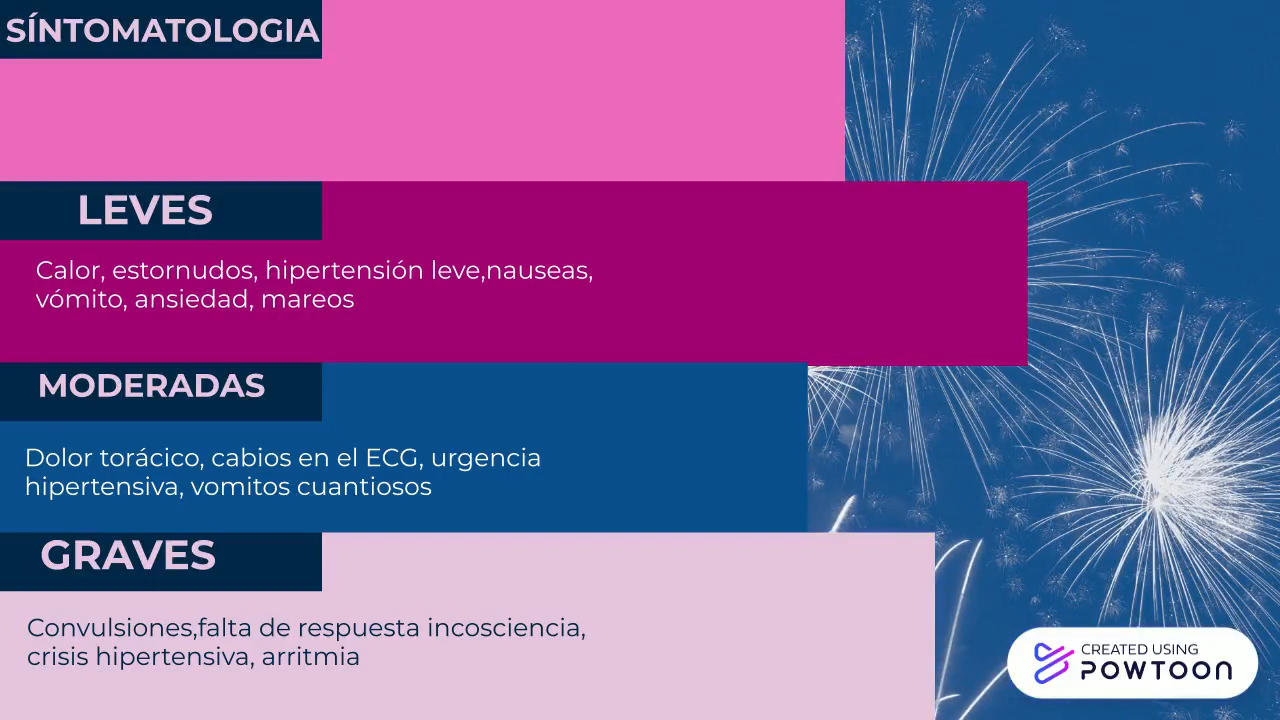 SÍNTOMATOLOGIA
LEVES
Calor, estornudos, hipertensión leve,nauseas,
vómito, ansiedad, mareos
MODERADAS
Dolor torácico, cabios en el ECG, urgencia
hipertensiva, vomitos cuantiosos
GRAVES
Convulsiones,falta de respuesta incosciencia,
crisis hipertensiva, arritmia
CREATED USING
POWTOON